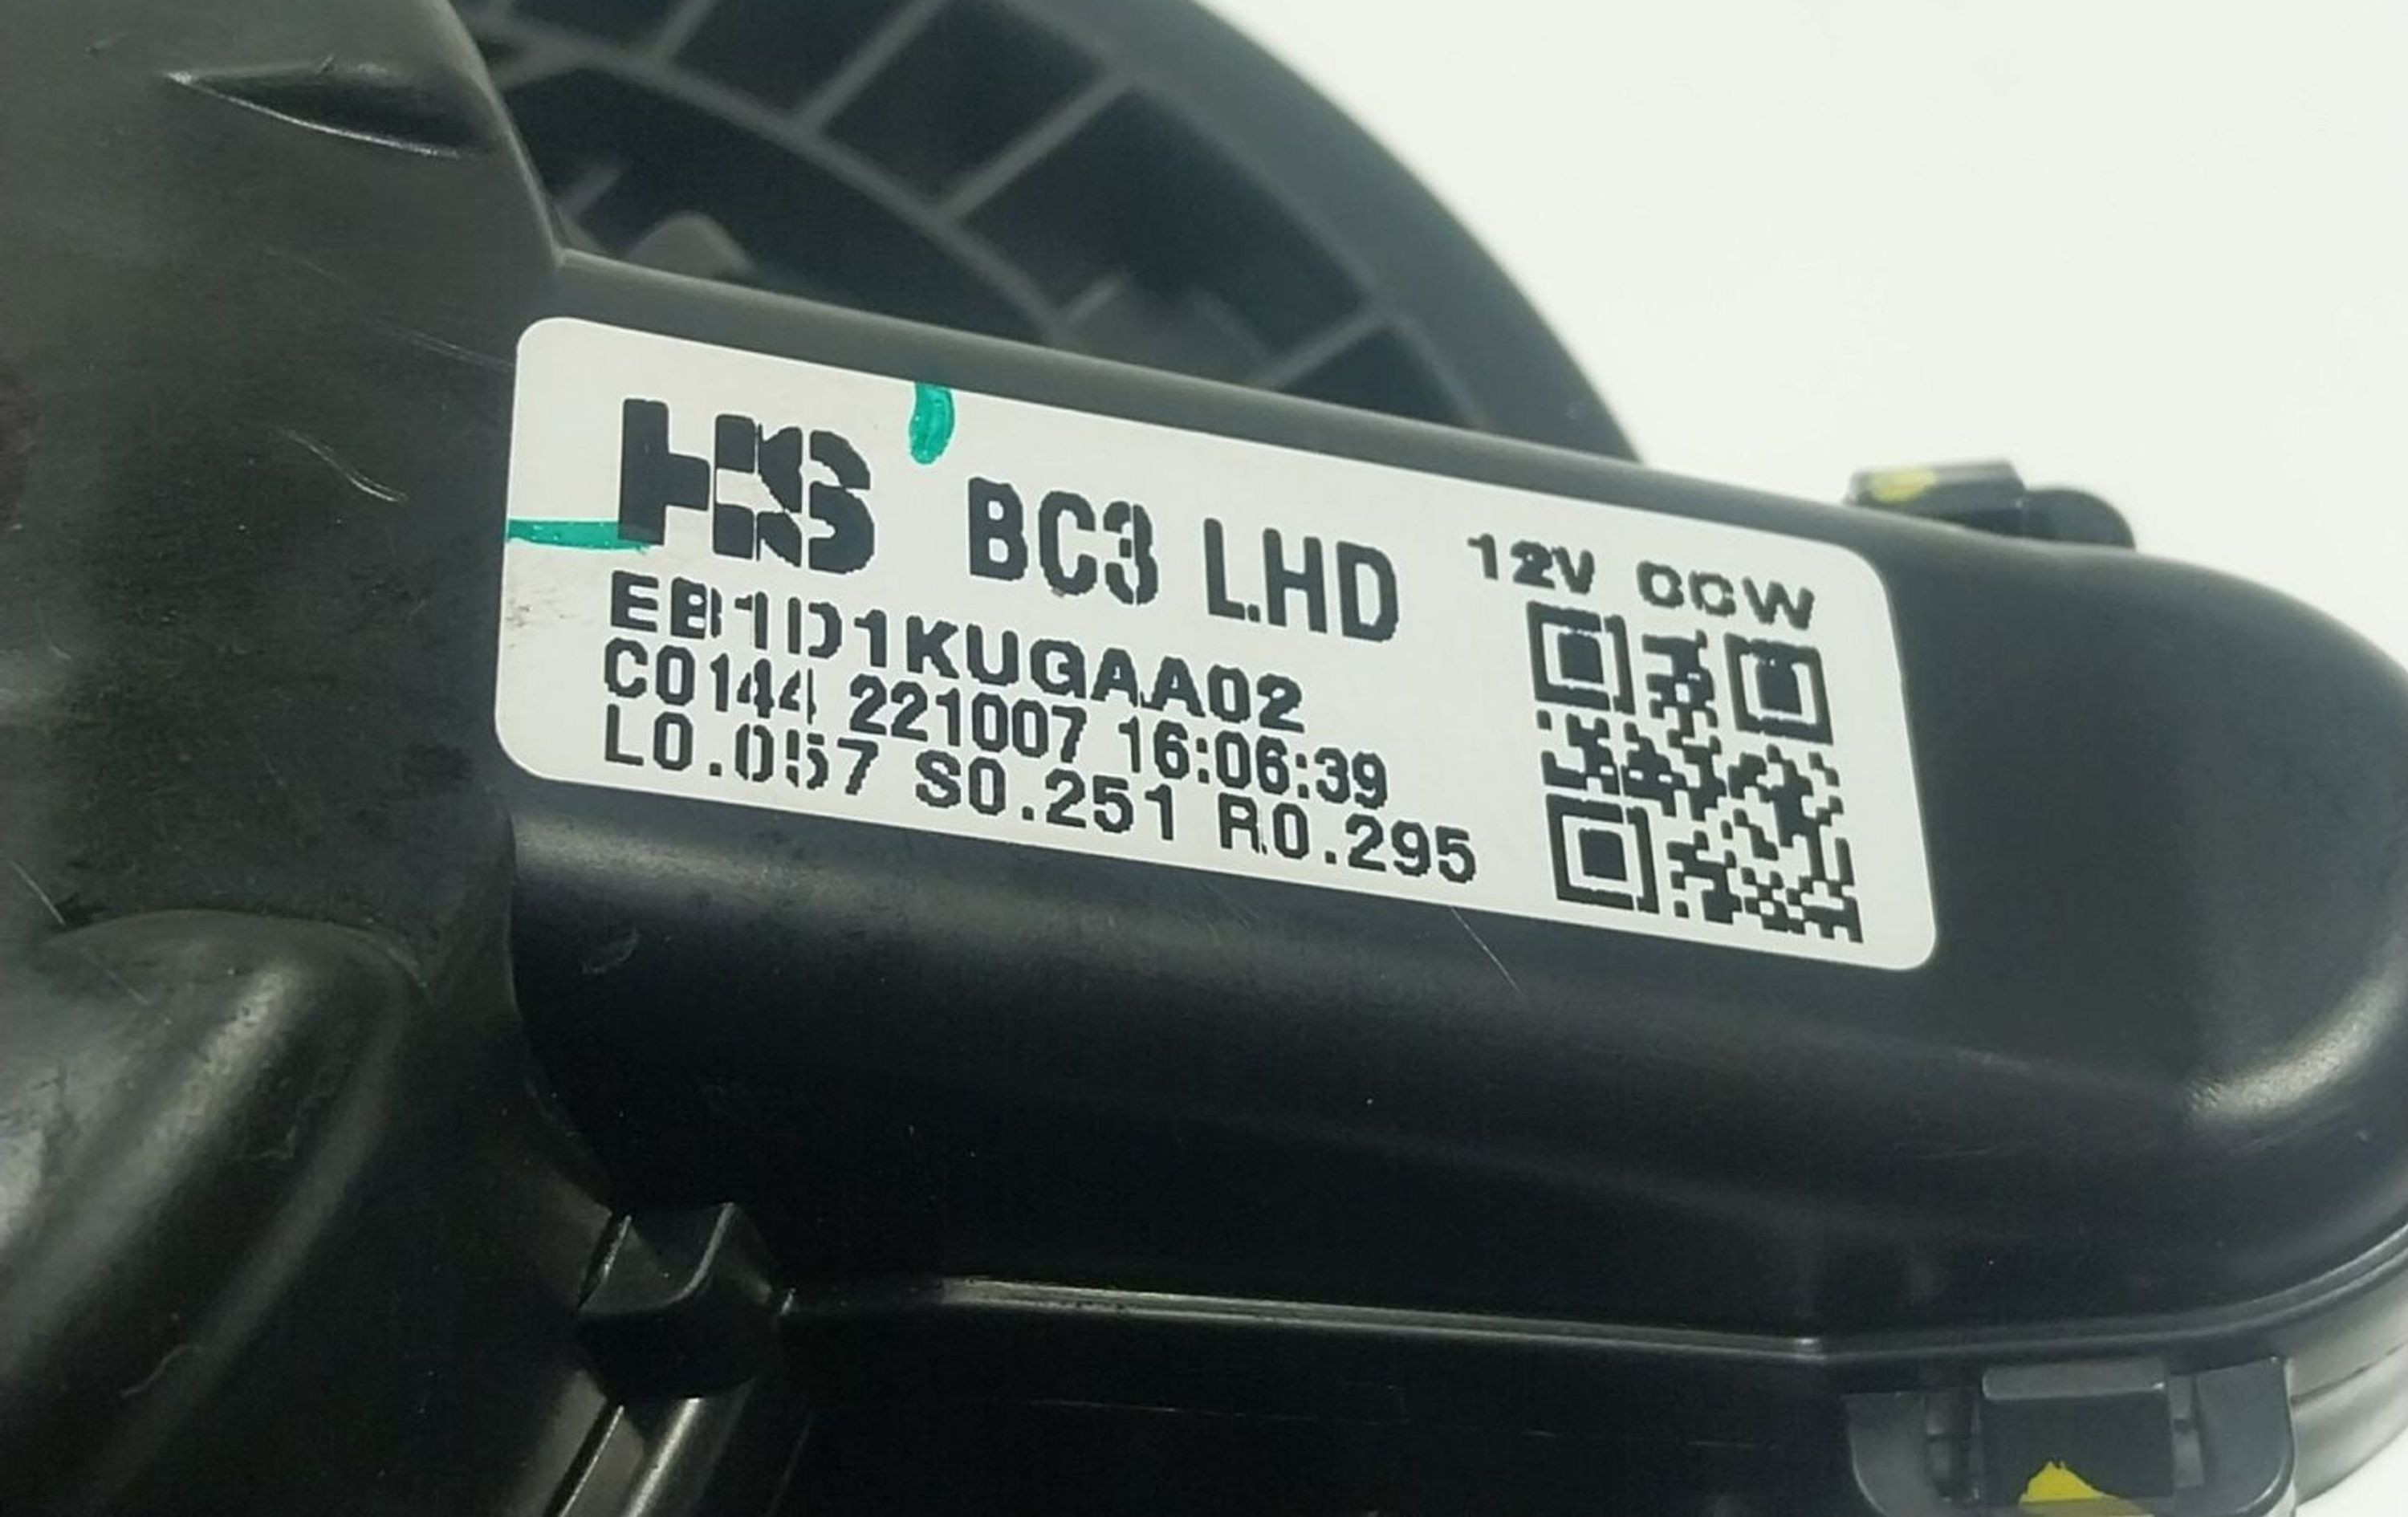 HS BC3 LHD 12V CCW
EB1D1KUGAA02
C0144 221007 16:06:39
L0.057 S0.251 R0.295